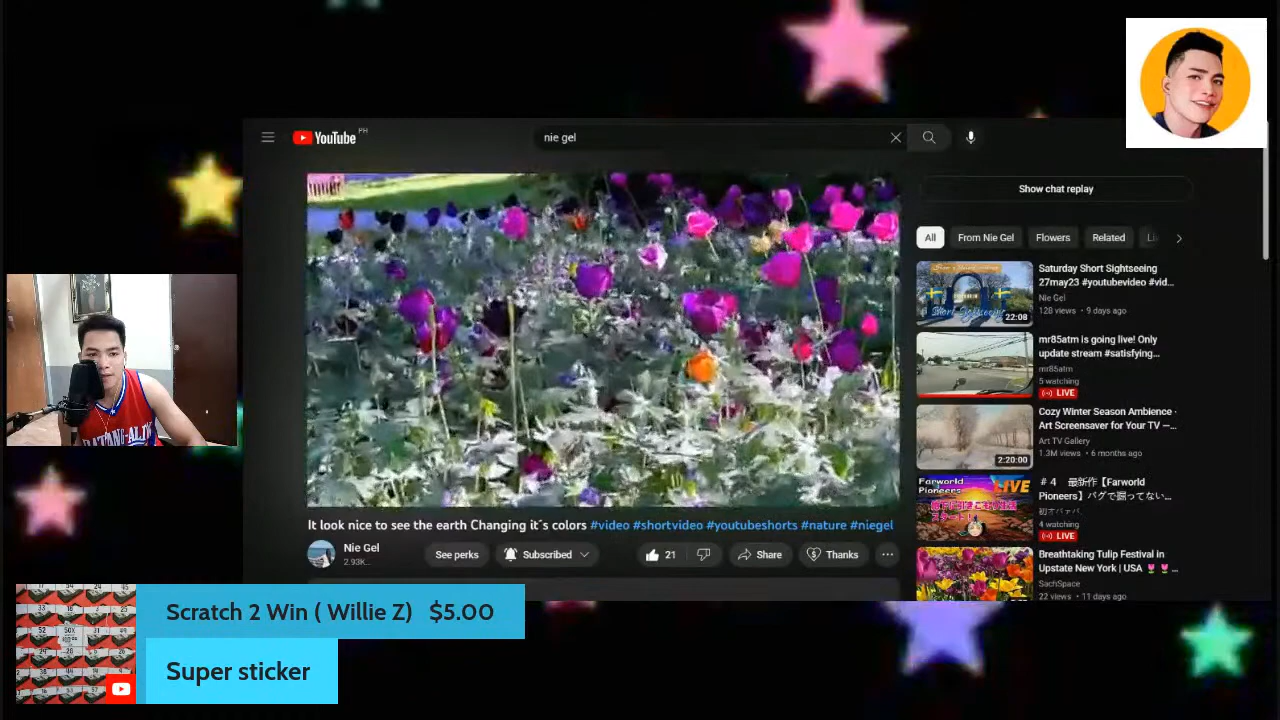 YouTube PH
nie gel
Show chat replay
All
From Nie Gel
Flowers
Related
Saturday Short Sightseeing
27may23 #youtubevideo #vid...
Nie Gel
128 views • 9 days ago
22:08
mr85atm is going live! Only
update stream #satisfying...
mr85atm
5 watching
LIVE
Cozy Winter Season Ambience ·
Art Screensaver for Your TV —...
Art TV Gallery
1.3M views • 6 months ago
2:20:00
Farworld
Pioneers
LIVE
#４ 最新作【Farworld
Pioneers】バグで掘ってない...
4 watching
LIVE
Breathtaking Tulip Festival in
Upstate New York | USA 🌷 🌷 ...
SachSpace
22 views • 11 days ago
It look nice to see the earth Changing it´s colors #video #shortvideo #youtubeshorts #nature #niegel
Nie Gel
2.93K...
See perks
Subscribed
21
Share
Thanks
BATANG-ALIW
Scratch 2 Win ( Willie Z) $5.00
Super sticker